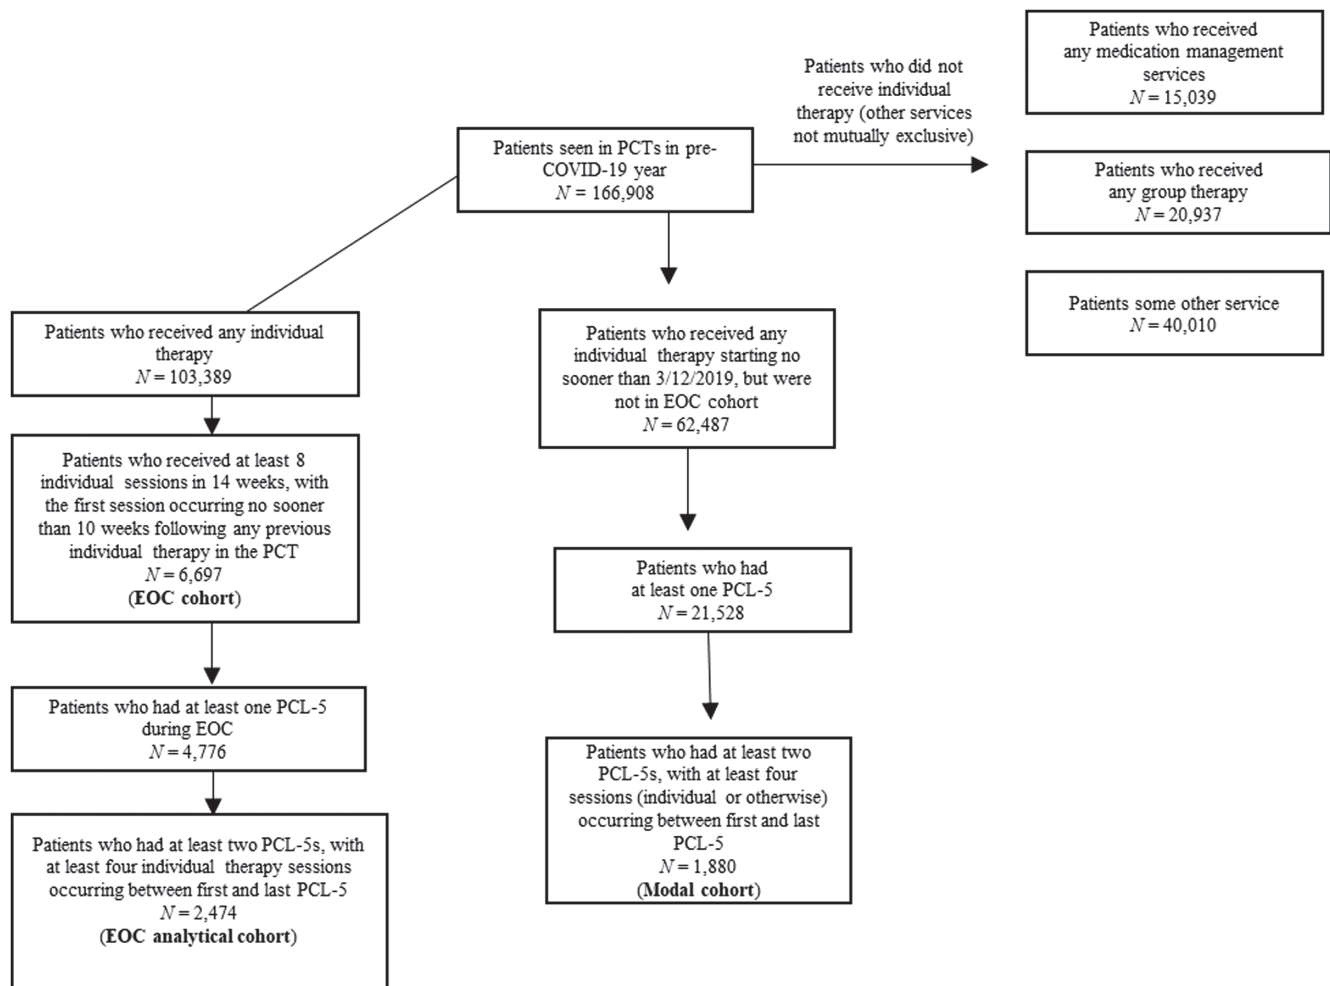 Patients who received
any medication management
services
N = 15,039
Patients who did not
receive individual
therapy (other services
not mutually exclusive)
Patients seen in PCTs in pre-
COVID-19 year
N = 166,908
Patients who received
any group therapy
N = 20,937
Patients some other service
N = 40,010
Patients who received any individual
therapy
N = 103,389
Patients who received any
individual therapy starting no
sooner than 3/12/2019, but were
not in EOC cohort
N = 62,487
Patients who received at least 8
individual sessions in 14 weeks, with
the first session occurring no sooner
than 10 weeks following any previous
individual therapy in the PCT
N = 6,697
(EOC cohort)
Patients who had
at least one PCL-5
N = 21,528
Patients who had at least one PCL-5
during EOC
N = 4,776
Patients who had at least two
PCL-5s, with at least four
sessions (individual or otherwise)
occurring between first and last
PCL-5
N = 1,880
(Modal cohort)
Patients who had at least two PCL-5s, with
at least four individual therapy sessions
occurring between first and last PCL-5
N = 2,474
(EOC analytical cohort)